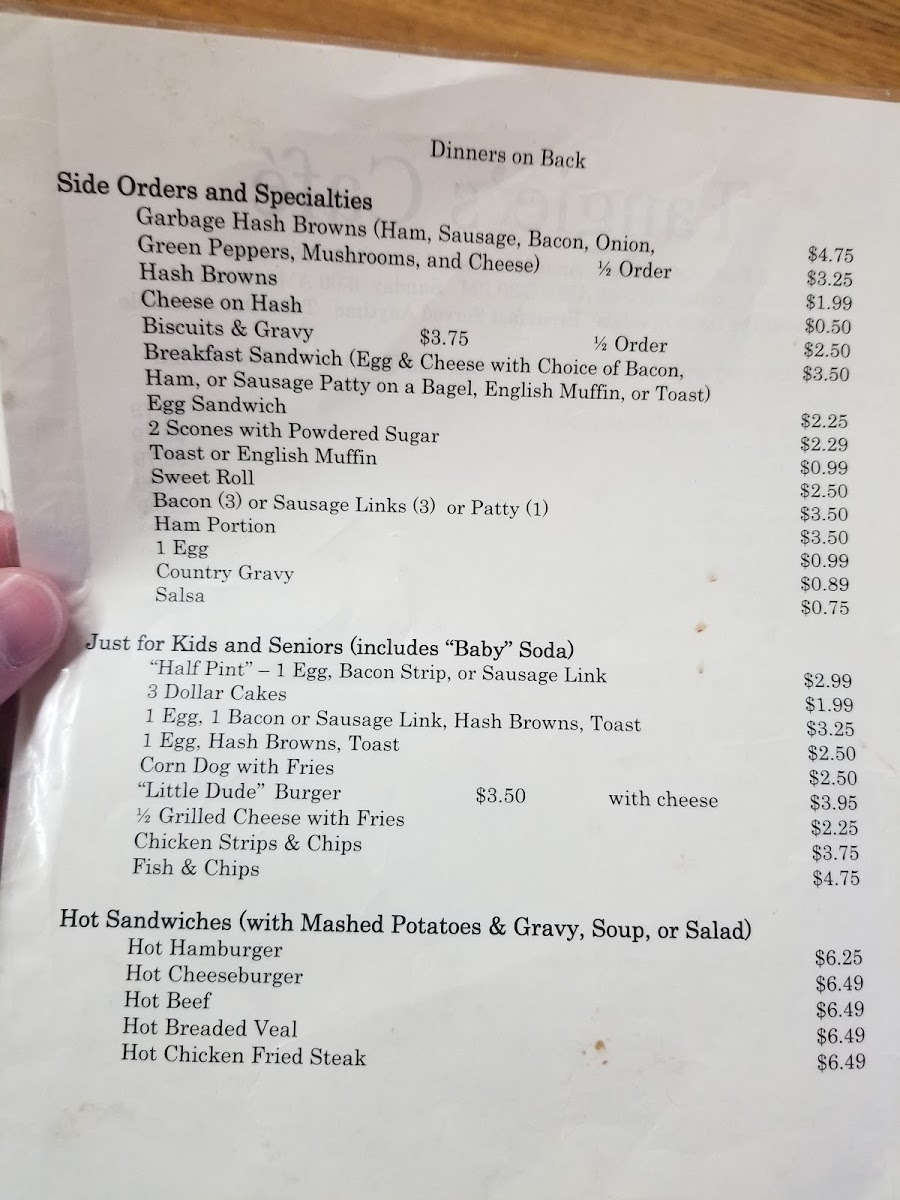 Dinners on Back
Side Orders and Specialties
Garbage Hash Browns (Ham, Sausage, Bacon, Onion, $4.75
Green Peppers, Mushrooms, and Cheese) ½ Order $3.25
Hash Browns $1.99
Cheese on Hash $0.50
Biscuits & Gravy $3.75 ½ Order $2.50
Breakfast Sandwich (Egg & Cheese with Choice of Bacon, $3.50
Ham, or Sausage Patty on a Bagel, English Muffin, or Toast)
Egg Sandwich $2.25
2 Scones with Powdered Sugar $2.29
Toast or English Muffin $0.99
Sweet Roll $2.50
Bacon (3) or Sausage Links (3) or Patty (1) $3.50
Ham Portion $3.50
1 Egg $0.99
Country Gravy $0.89
Salsa $0.75
Just for Kids and Seniors (includes “Baby” Soda)
“Half Pint” – 1 Egg, Bacon Strip, or Sausage Link $2.99
3 Dollar Cakes $1.99
1 Egg, 1 Bacon or Sausage Link, Hash Browns, Toast $3.25
1 Egg, Hash Browns, Toast $2.50
Corn Dog with Fries $2.50
“Little Dude” Burger $3.50 with cheese $3.95
½ Grilled Cheese with Fries $2.25
Chicken Strips & Chips $3.75
Fish & Chips $4.75
Hot Sandwiches (with Mashed Potatoes & Gravy, Soup, or Salad)
Hot Hamburger $6.25
Hot Cheeseburger $6.49
Hot Beef $6.49
Hot Breaded Veal $6.49
Hot Chicken Fried Steak $6.49